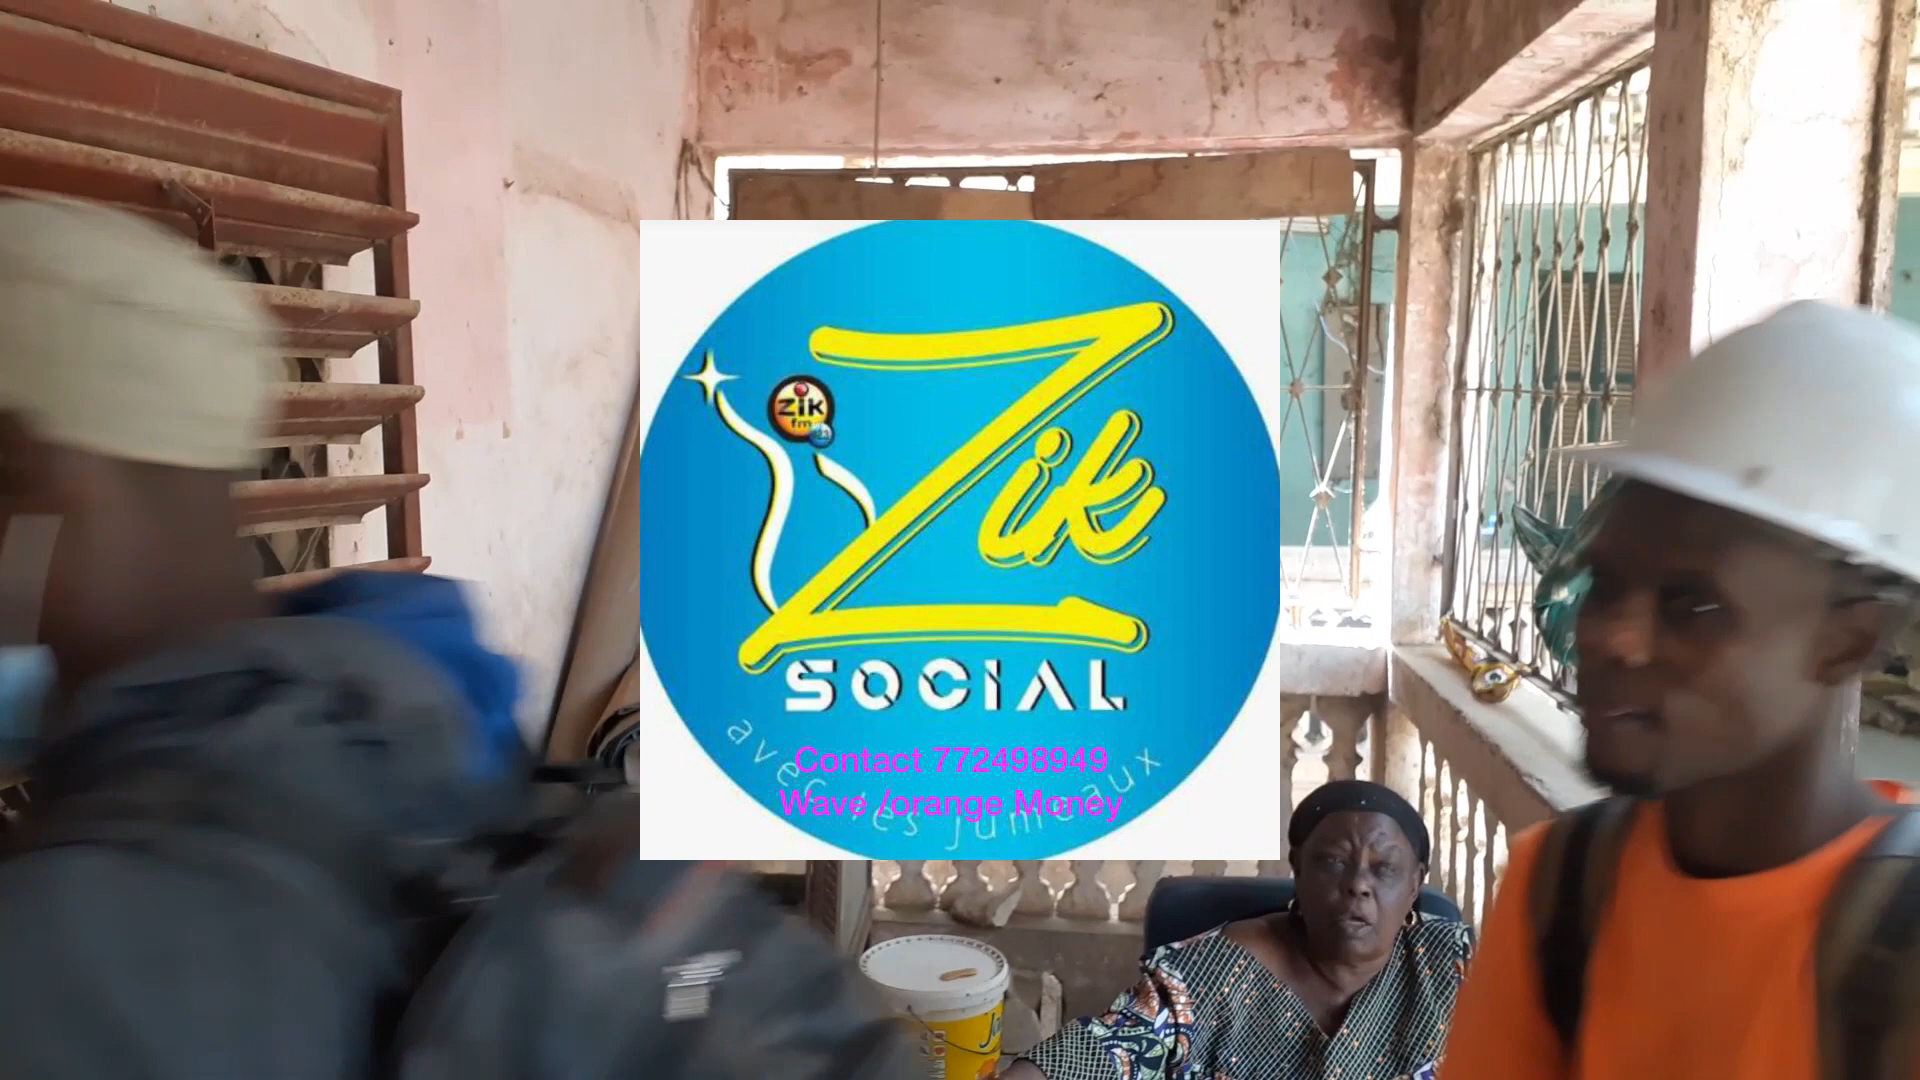 Zik
fm
Zik
SOCIAL
avec les jumeaux
Contact 772498949
Wave /orange Money